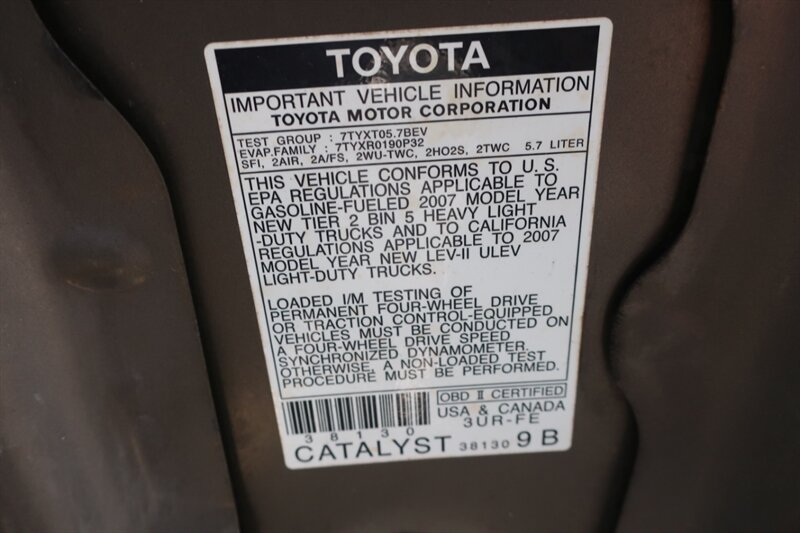 TOYOTA
IMPORTANT VEHICLE INFORMATION
TOYOTA MOTOR CORPORATION
TEST GROUP : 7TYXT05.7BEV
EVAP.FAMILY : 7TYXR0190P32
SFI, 2AIR, 2A/FS, 2WU-TWC, 2HO2S, 2TWC 5.7 LITER
THIS VEHICLE CONFORMS TO U.S.
EPA REGULATIONS APPLICABLE TO
GASOLINE-FUELED 2007 MODEL YEAR
NEW TIER 2 BIN 5 HEAVY LIGHT
-DUTY TRUCKS AND TO CALIFORNIA
REGULATIONS APPLICABLE TO 2007
MODEL YEAR NEW LEV-II ULEV
LIGHT-DUTY TRUCKS.
LOADED I/M TESTING OF
PERMANENT FOUR-WHEEL DRIVE
OR TRACTION CONTROL-EQUIPPED
VEHICLES MUST BE CONDUCTED ON
A FOUR-WHEEL DRIVE SPEED
SYNCHRONIZED DYNAMOMETER.
OTHERWISE, A NON-LOADED TEST
PROCEDURE MUST BE PERFORMED.
OBD II CERTIFIED
USA & CANADA
38130 3UR-FE
CATALYST 38130 9B